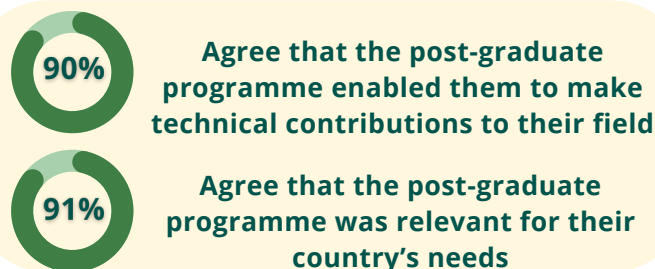 90%
Agree that the post-graduate
programme enabled them to make
technical contributions to their field
91%
Agree that the post-graduate
programme was relevant for their
country’s needs